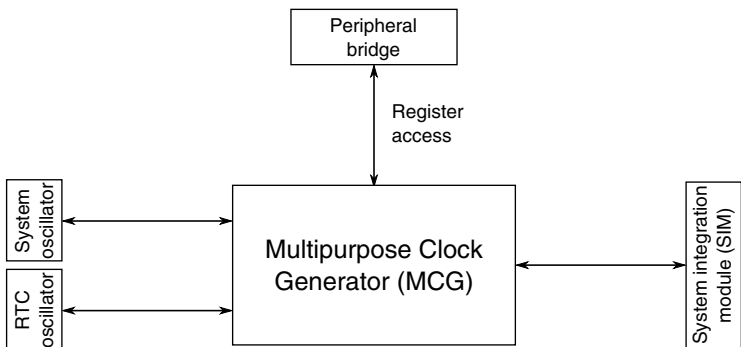 Peripheral
bridge
Register
access
System
oscillator
Multipurpose Clock
Generator (MCG)
RTC
oscillator
System integration
module (SIM)